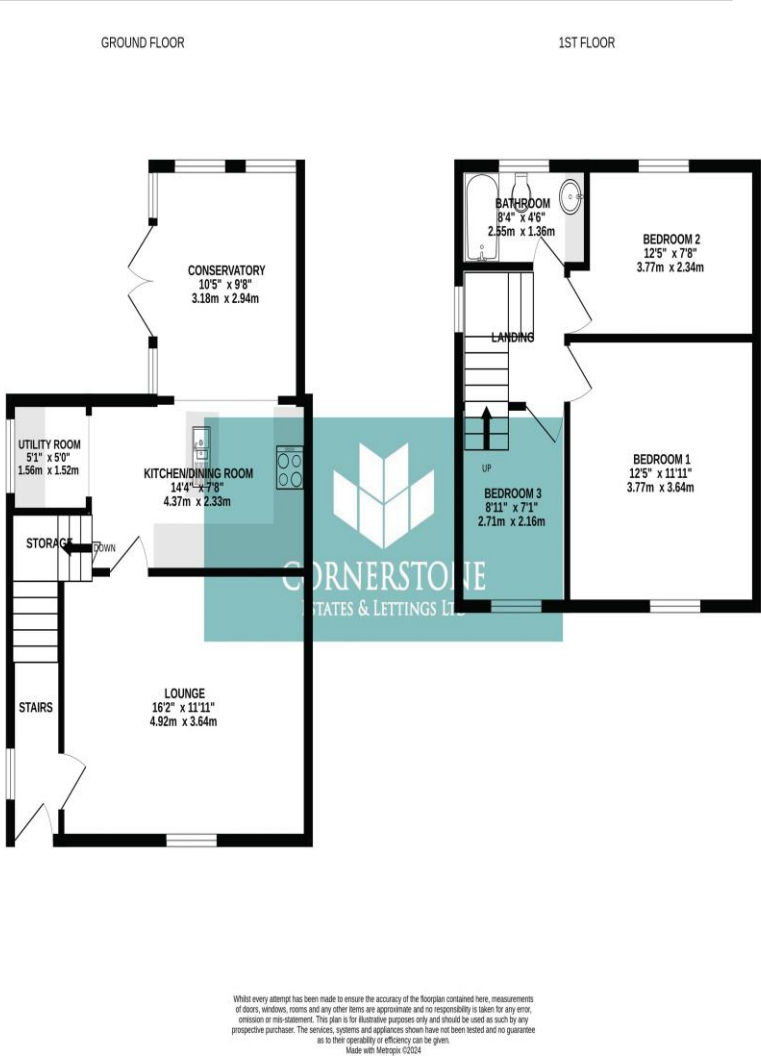 GROUND FLOOR
1ST FLOOR
CONSERVATORY
10'5" x 9'8"
3.18m x 2.94m
UTILITY ROOM
5'1" x 5'0"
1.56m x 1.52m
KITCHEN/DINING ROOM
14'4" x 7'8"
4.37m x 2.33m
STORAGE
DOWN
LOUNGE
16'2" x 11'11"
4.92m x 3.64m
STAIRS
BATHROOM
8'4" x 4'6"
2.55m x 1.36m
BEDROOM 2
12'5" x 7'8"
3.77m x 2.34m
LANDING
UP
BEDROOM 1
12'5" x 11'11"
3.77m x 3.64m
BEDROOM 3
8'11" x 7'1"
2.71m x 2.16m
CORNERSTONE
ESTATES & LETTINGS LTD
Whilst every attempt has been made to ensure the accuracy of the floorplan contained here, measurements
of doors, windows, rooms and any other items are approximate and no responsibility is taken for any error,
omission or mis-statement. This plan is for illustrative purposes only and should be used as such by any
prospective purchaser. The services, systems and appliances shown have not been tested and no guarantee
as to their operability or efficiency can be given.
Made with Metropix ©2024